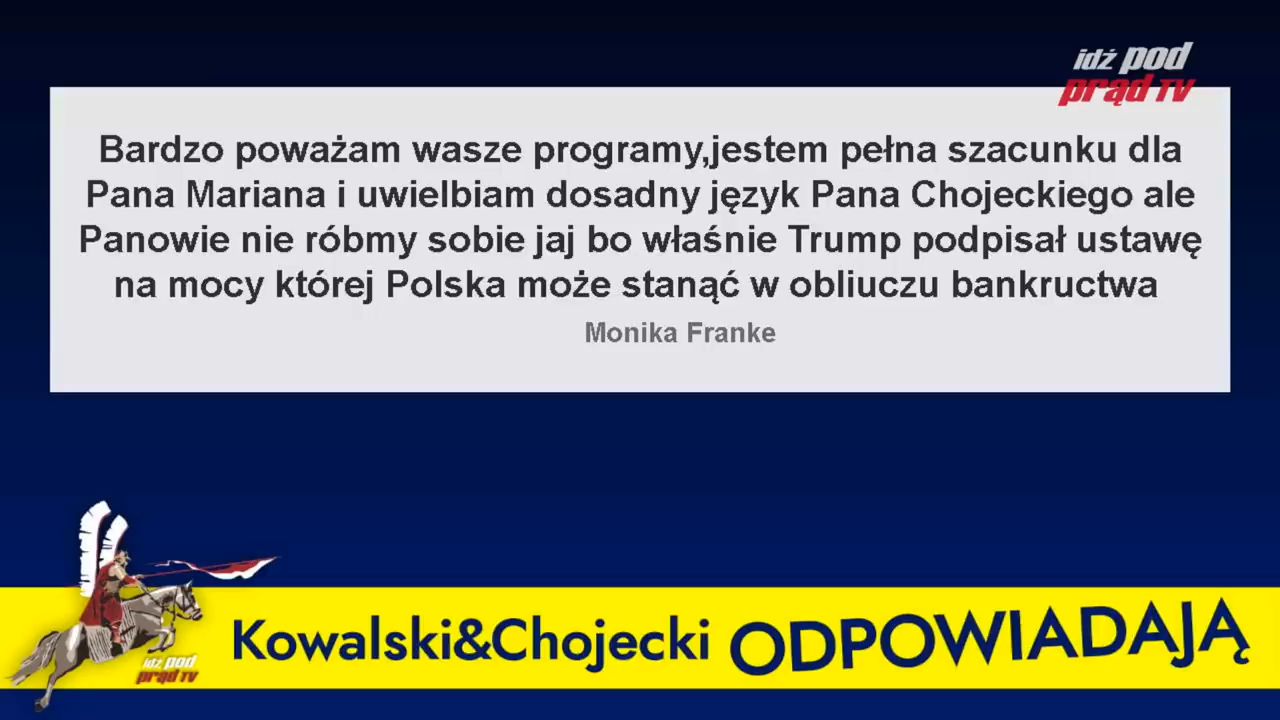 idź pod
prąd TV
Bardzo poważam wasze programy,jestem pełna szacunku dla
Pana Mariana i uwielbiam dosadny język Pana Chojeckiego ale
Panowie nie róbmy sobie jaj bo właśnie Trump podpisał ustawę
na mocy której Polska może stanąć w obliuczu bankructwa
Monika Franke
Kowalski&Chojecki ODPOWIADAJĄ
idź pod
prąd TV